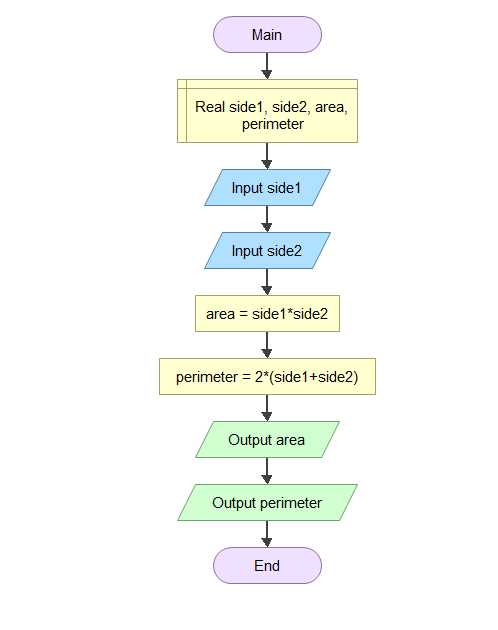 Main
Real side1, side2, area,
perimeter
Input side1
Input side2
area = side1*side2
perimeter = 2*(side1+side2)
Output area
Output perimeter
End